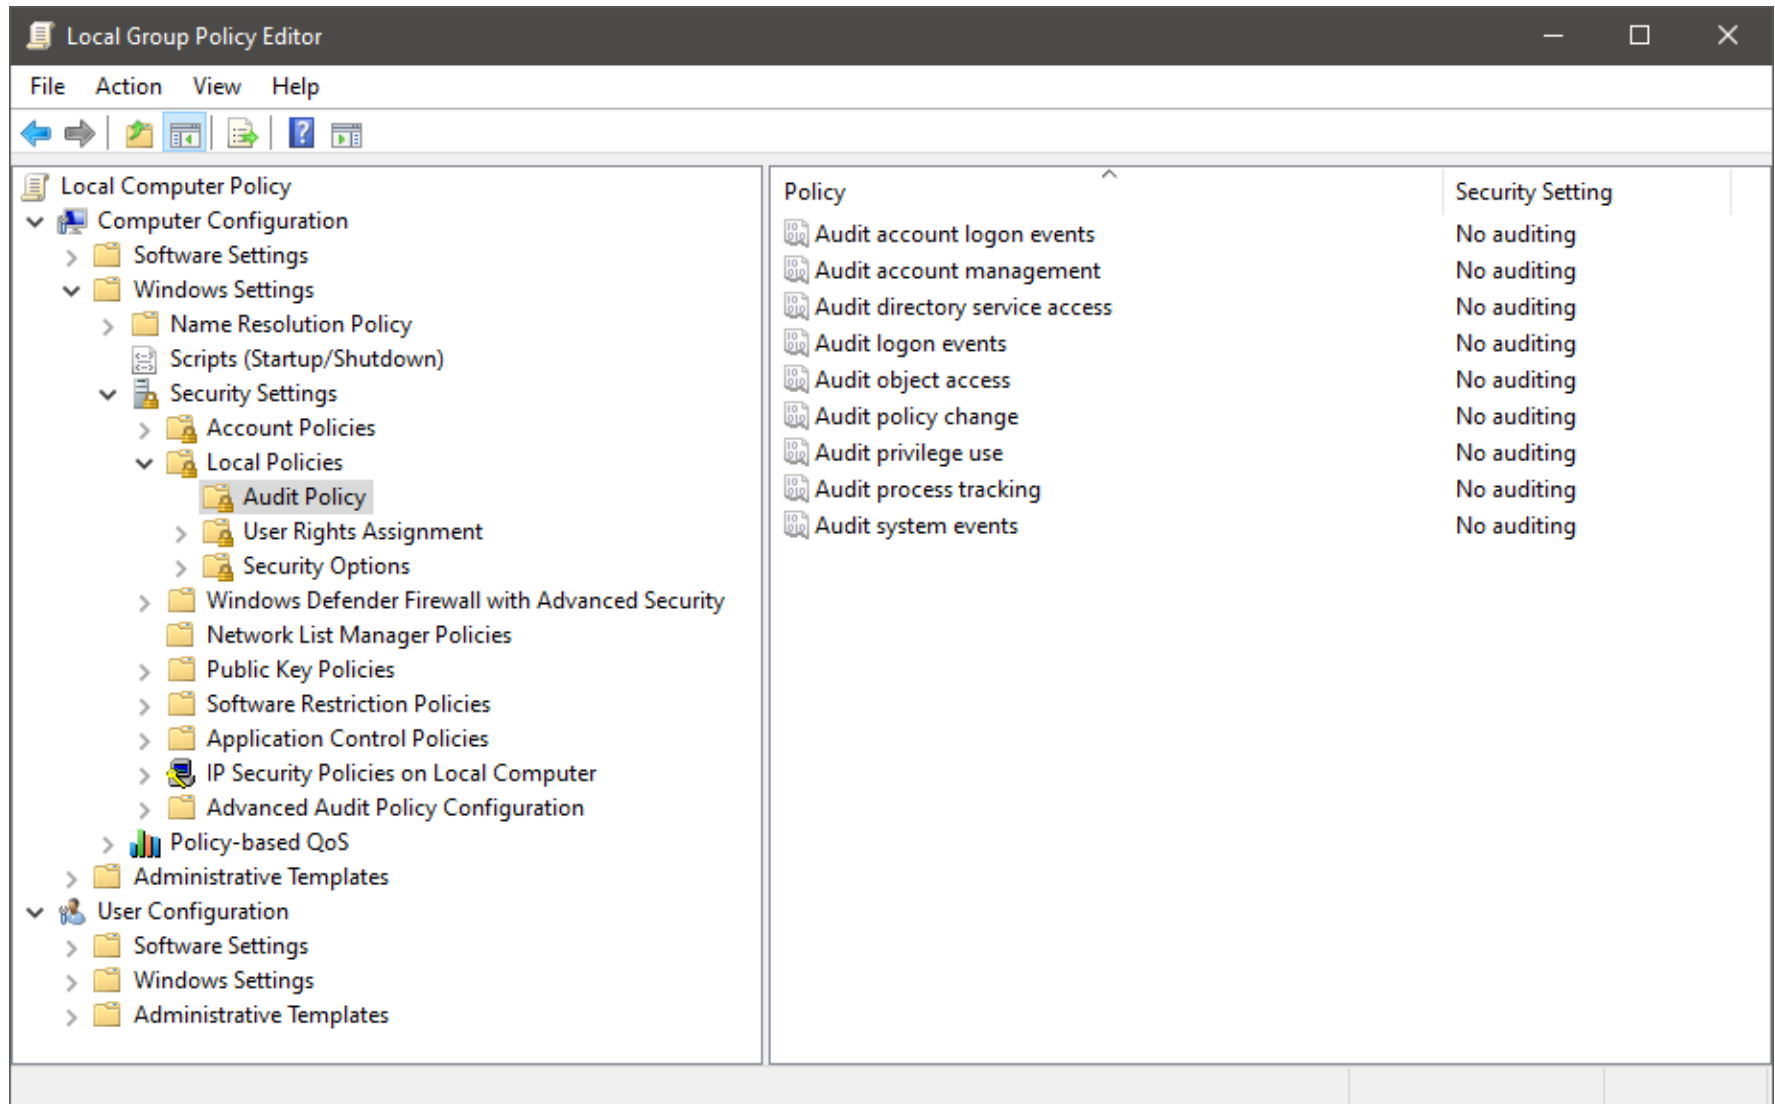 Local Group Policy Editor
File Action View Help
Local Computer Policy
Computer Configuration
Software Settings
Windows Settings
Name Resolution Policy
Scripts (Startup/Shutdown)
Security Settings
Account Policies
Local Policies
Audit Policy
User Rights Assignment
Security Options
Windows Defender Firewall with Advanced Security
Network List Manager Policies
Public Key Policies
Software Restriction Policies
Application Control Policies
IP Security Policies on Local Computer
Advanced Audit Policy Configuration
Policy-based QoS
Administrative Templates
User Configuration
Software Settings
Windows Settings
Administrative Templates
Policy Security Setting
Audit account logon events No auditing
Audit account management No auditing
Audit directory service access No auditing
Audit logon events No auditing
Audit object access No auditing
Audit policy change No auditing
Audit privilege use No auditing
Audit process tracking No auditing
Audit system events No auditing